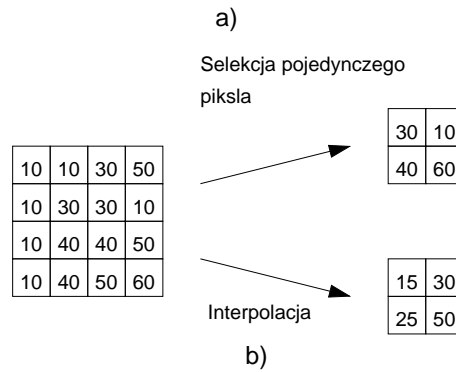 a)
Selekcja pojedynczego
piksla
30 10
40 60
10 10 30 50
10 30 30 10
10 40 40 50
10 40 50 60
15 30
25 50
Interpolacja
b)